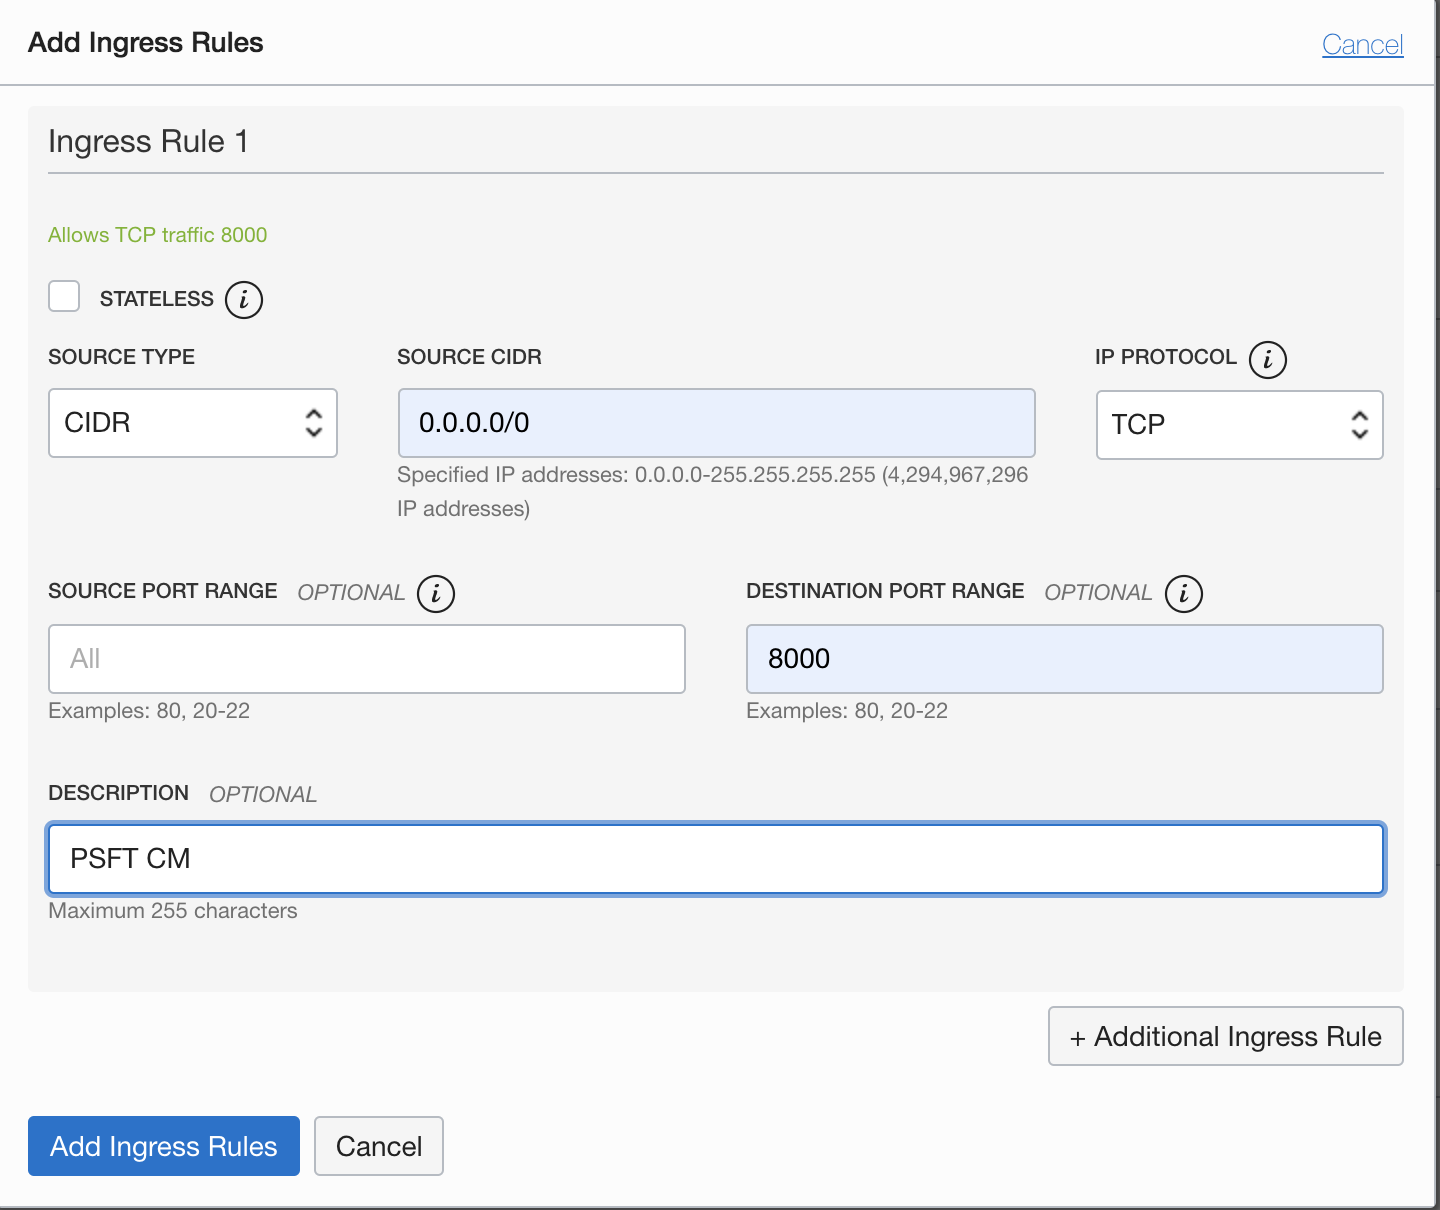 Add Ingress Rules
Cancel
Ingress Rule 1
Allows TCP traffic 8000
STATELESS i
SOURCE TYPE
SOURCE CIDR
IP PROTOCOL i
CIDR
0.0.0.0/0
TCP
Specified IP addresses: 0.0.0.0-255.255.255.255 (4,294,967,296
IP addresses)
SOURCE PORT RANGE OPTIONAL i
DESTINATION PORT RANGE OPTIONAL i
All
8000
Examples: 80, 20-22
Examples: 80, 20-22
DESCRIPTION OPTIONAL
PSFT CM
Maximum 255 characters
+ Additional Ingress Rule
Add Ingress Rules
Cancel